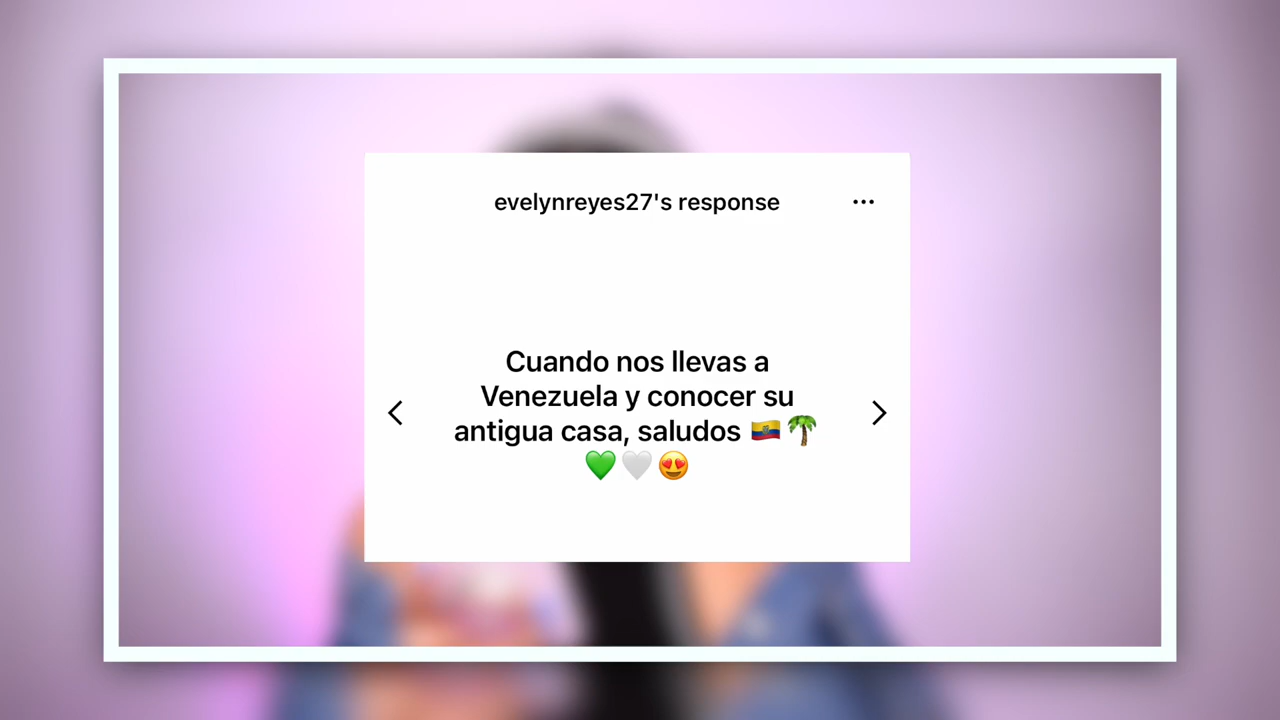 evelynreyes27's response
...
Cuando nos llevas a
Venezuela y conocer su
antigua casa, saludos 🇪🇨🌴
💚🤍😍